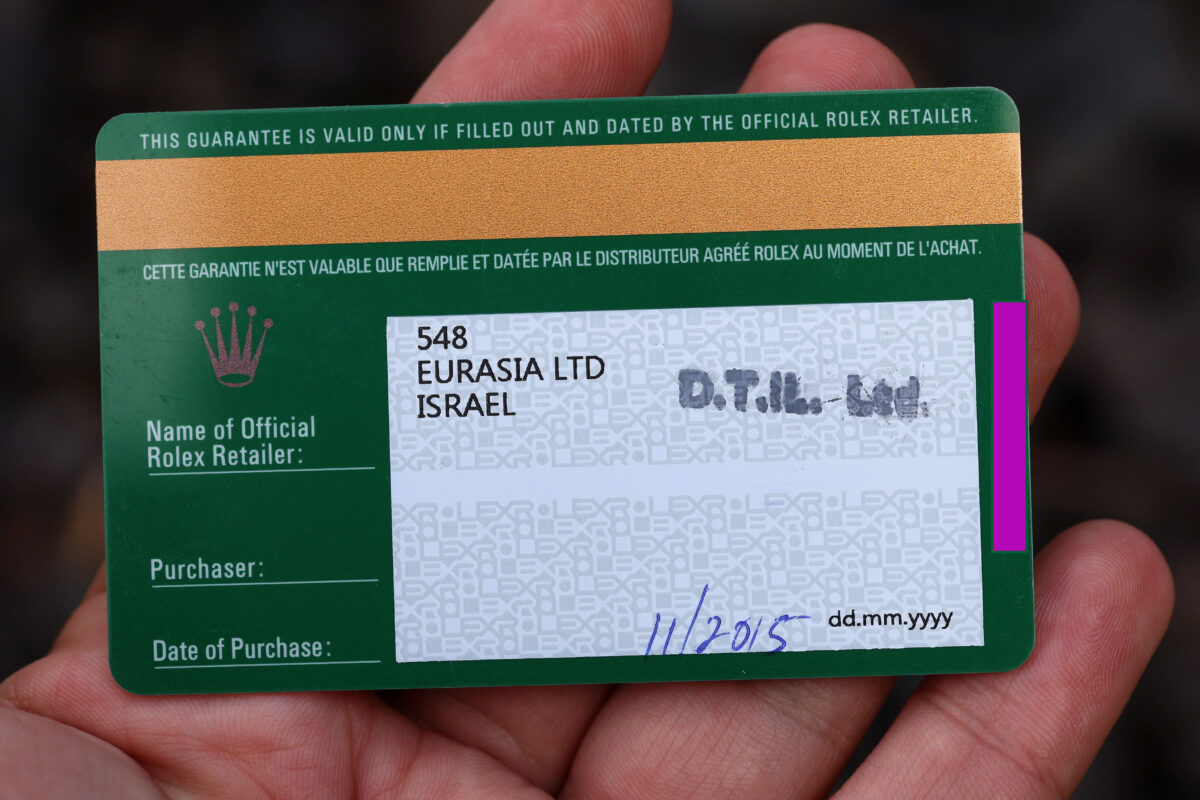 THIS GUARANTEE IS VALID ONLY IF FILLED OUT AND DATED BY THE OFFICIAL ROLEX RETAILER.
CETTE GARANTIE N'EST VALABLE QUE REMPLIE ET DATÉE PAR LE DISTRIBUTEUR AGRÉÉ ROLEX AU MOMENT DE L'ACHAT.
548
EURASIA LTD
ISRAEL
D.T.IL. Ltd.
Name of Official
Rolex Retailer:
Purchaser:
Date of Purchase:
11/2015 dd.mm.yyyy